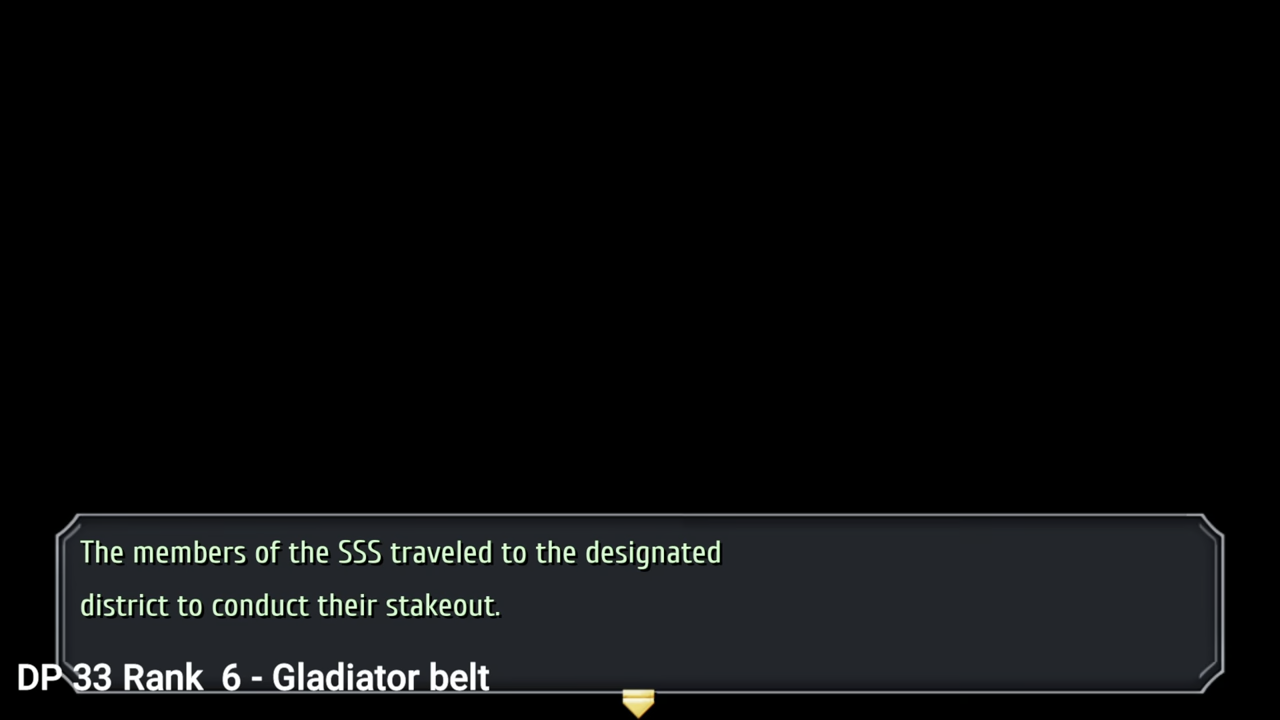 The members of the SSS traveled to the designated
district to conduct their stakeout.
DP 33 Rank  6 - Gladiator belt